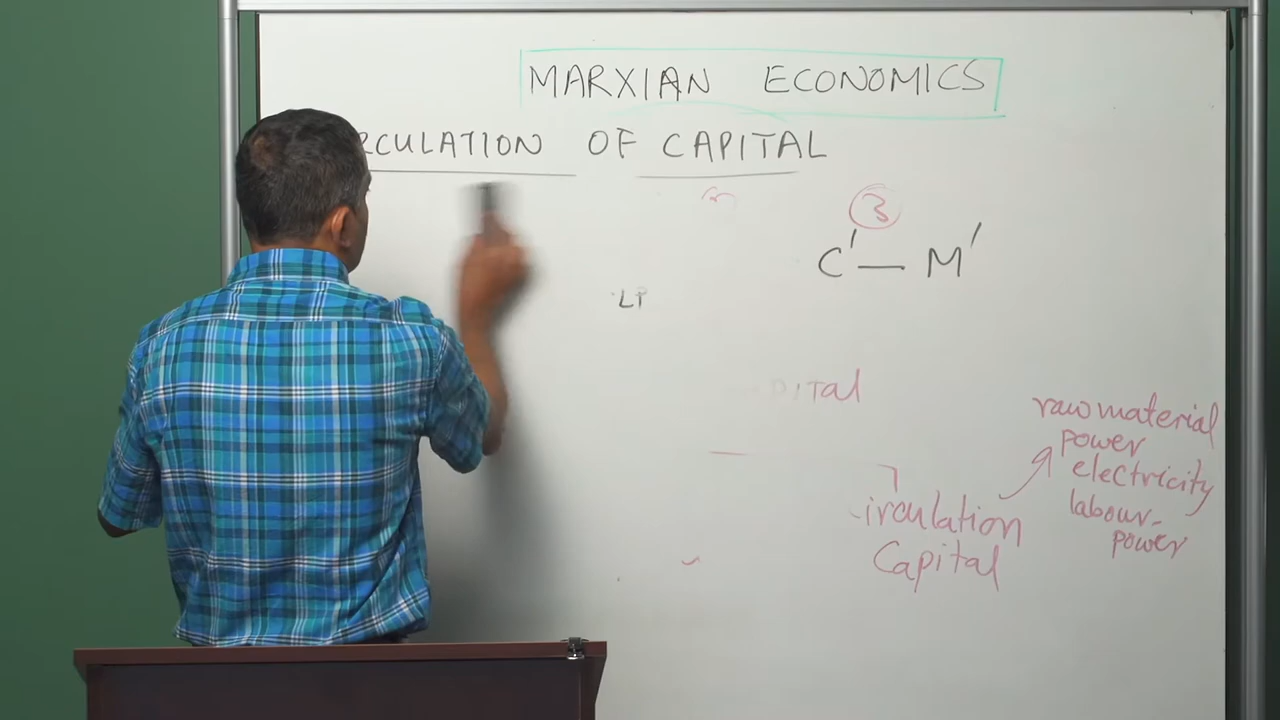 MARXIAN ECONOMICS
RCULATION OF CAPITAL
3
C' — M'
LP
PITAL
raw material
power
electricity
labour-
power
irculation
Capital